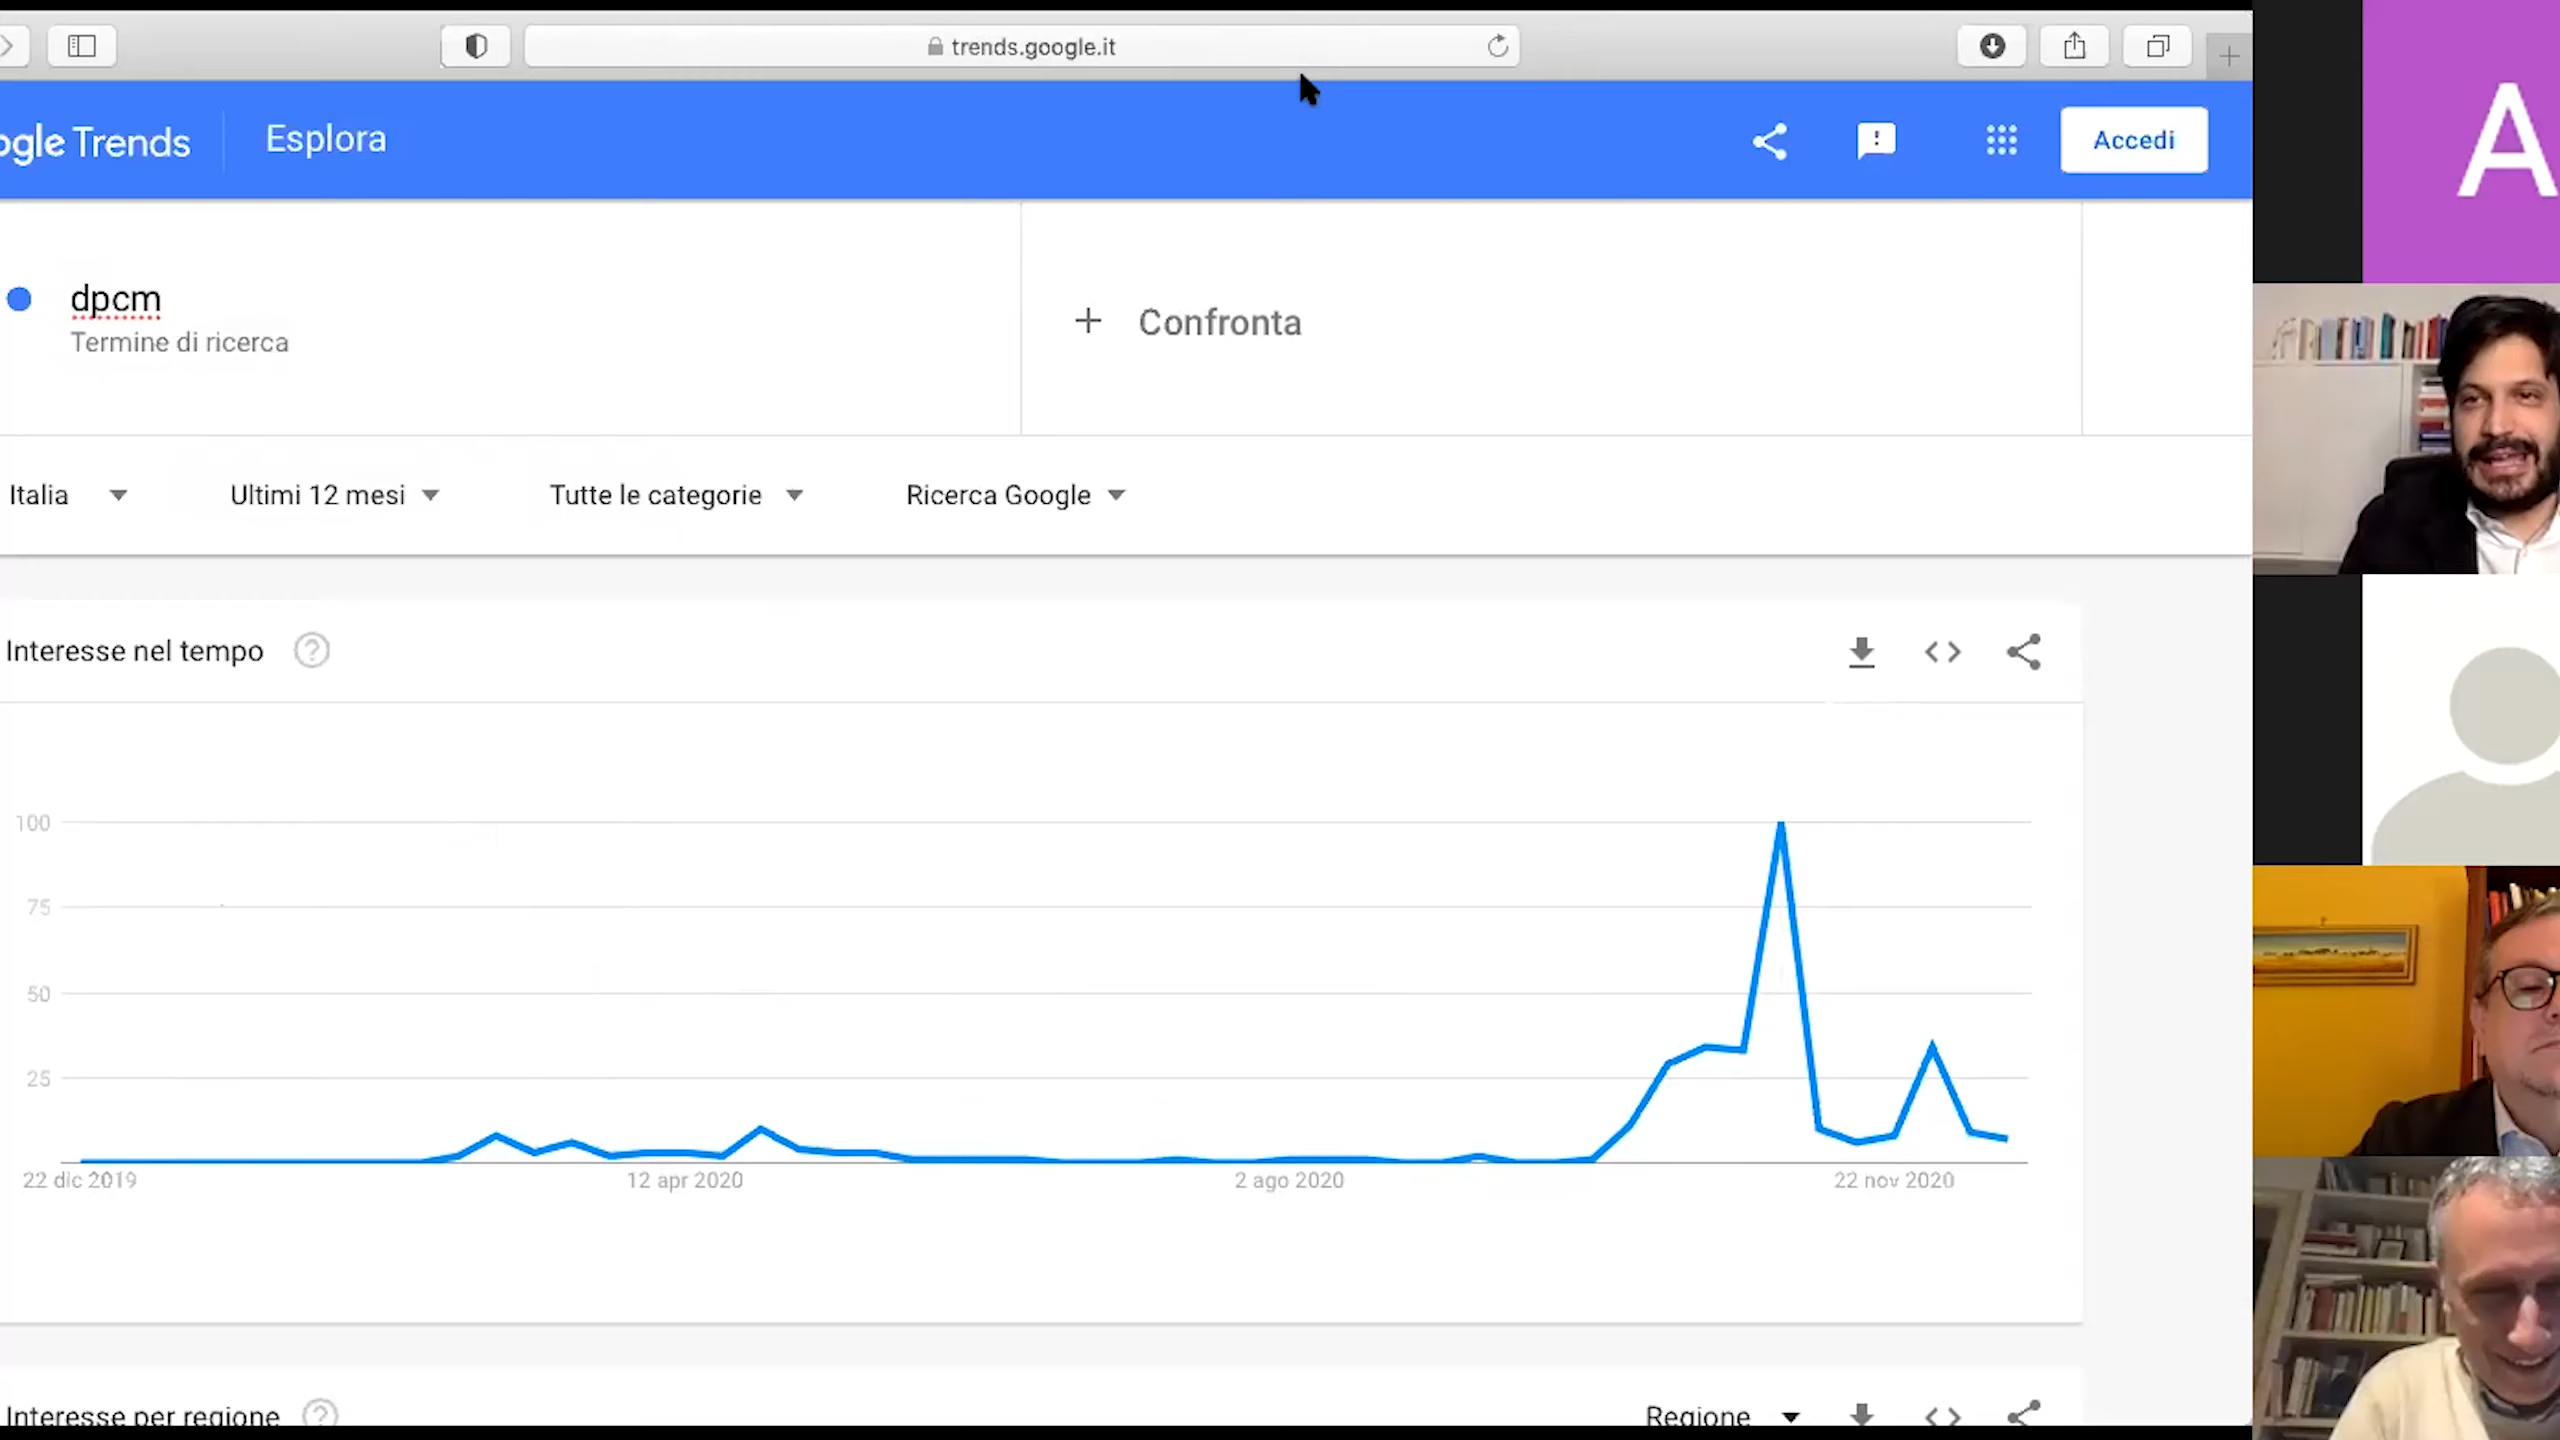 trends.google.it
ogle Trends
Esplora
Accedi
A
dpcm
Termine di ricerca
+ Confronta
Italia
Ultimi 12 mesi
Tutte le categorie
Ricerca Google
Interesse nel tempo
100
75
50
25
22 dic 2019
12 apr 2020
2 ago 2020
22 nov 2020
Interesse per regione
Regione